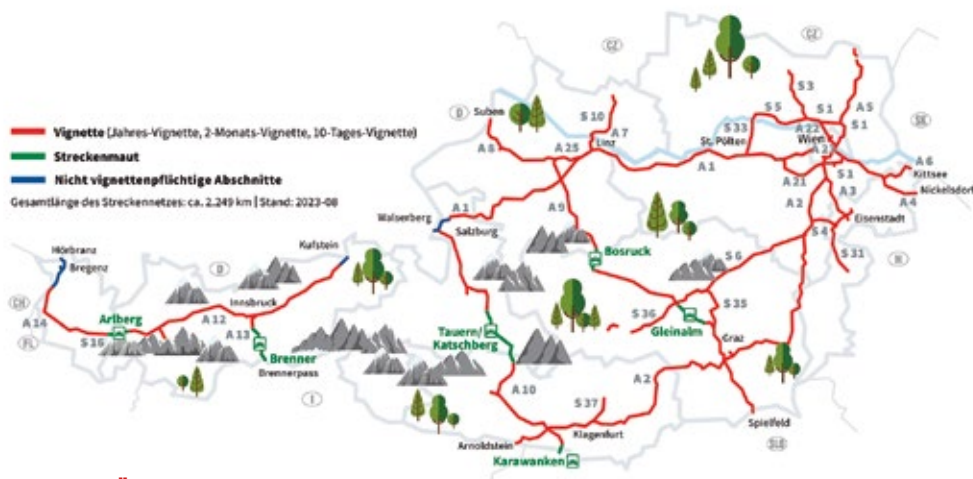 CZ
CZ
S 3
Suben
D
S 10
A 7
S 5
S 1
A 5
Vignette (Jahres-Vignette, 2-Monats-Vignette, 10-Tages-Vignette)
S 33
A 22
S 1
SK
Streckenmaut
A 8
A 25
Linz
St. Pölten
Wien
A 6
Nicht vignettenpflichtige Abschnitte
A 1
A 21
S 1
Kittsee
Gesamtlänge des Streckennetzes: ca. 2.249 km | Stand: 2023-08
A 3
A 4
Nickelsdorf
Walserberg
A 1
A 9
A 2
Eisenstadt
Salzburg
S 4
Hörbranz
Kufstein
Bosruck
S 6
S 31
H
Bregenz
D
CH
Innsbruck
S 36
S 35
Arlberg
A 12
Gleinalm
A 14
S 16
A 13
Tauern/
Katschberg
Graz
FL
Brenner
Brennerpass
A 10
A 2
I
S 37
Spielfeld
Arnoldstein
Klagenfurt
SLO
Karawanken